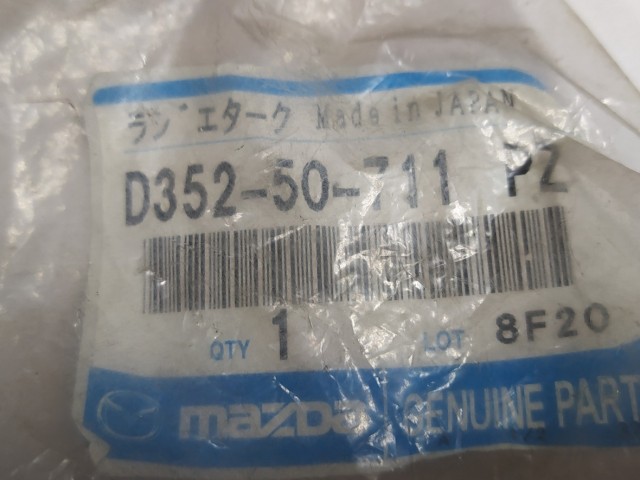 ラジエターク Made in JAPAN
D352-50-711 PZ
QTY 1 LOT 8F20
mazda GENUINE PART